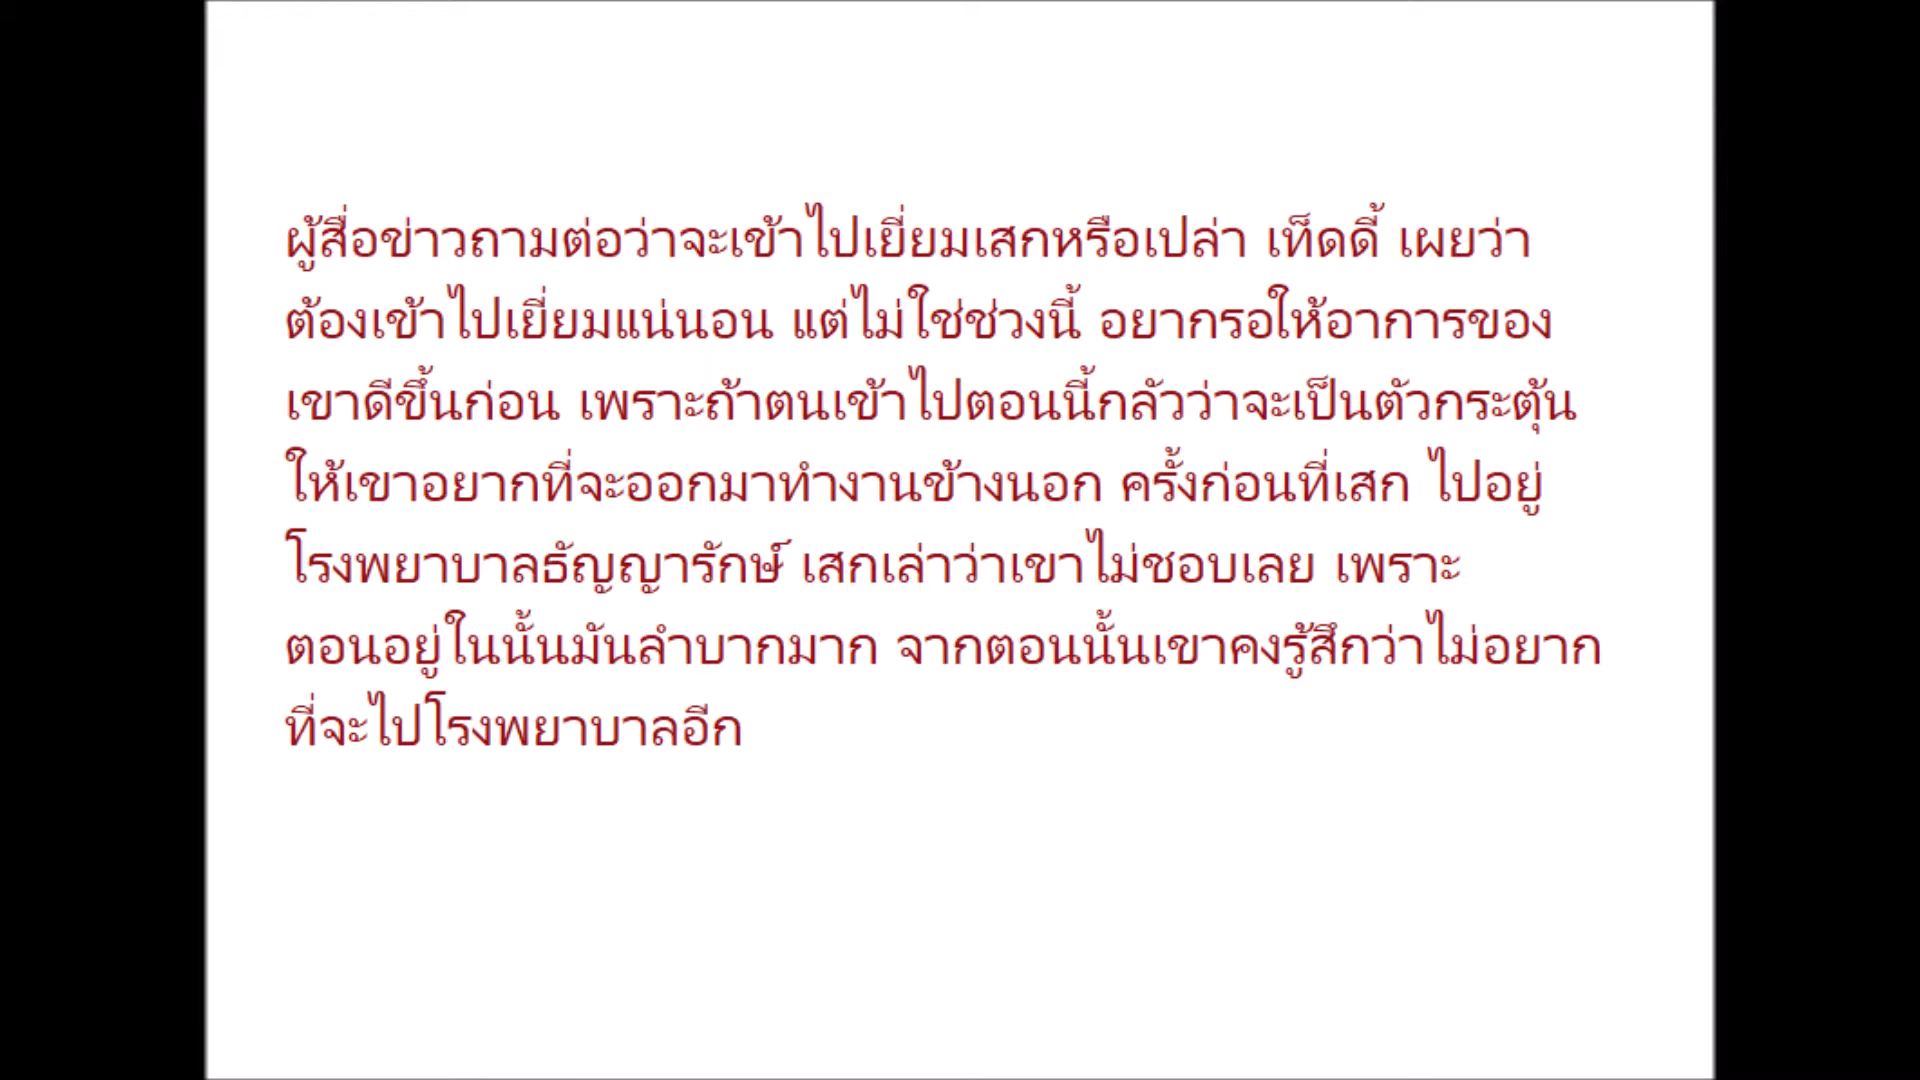 ผู้สื่อข่าวถามต่อว่าจะเข้าไปเยี่ยมเสกหรือเปล่า เท็ดดี้ เผยว่า
ต้องเข้าไปเยี่ยมแน่นอน แต่ไม่ใช่ช่วงนี้ อยากรอให้อาการของ
เขาดีขึ้นก่อน เพราะถ้าตนเข้าไปตอนนี้กลัวว่าจะเป็นตัวกระตุ้น
ให้เขาอยากที่จะออกมาทำงานข้างนอก ครั้งก่อนที่เสก ไปอยู่
โรงพยาบาลธัญญารักษ์ เสกเล่าว่าเขาไม่ชอบเลย เพราะ
ตอนอยู่ในนั้นมันลำบากมาก จากตอนนั้นเขาคงรู้สึกว่าไม่อยาก
ที่จะไปโรงพยาบาลอีก